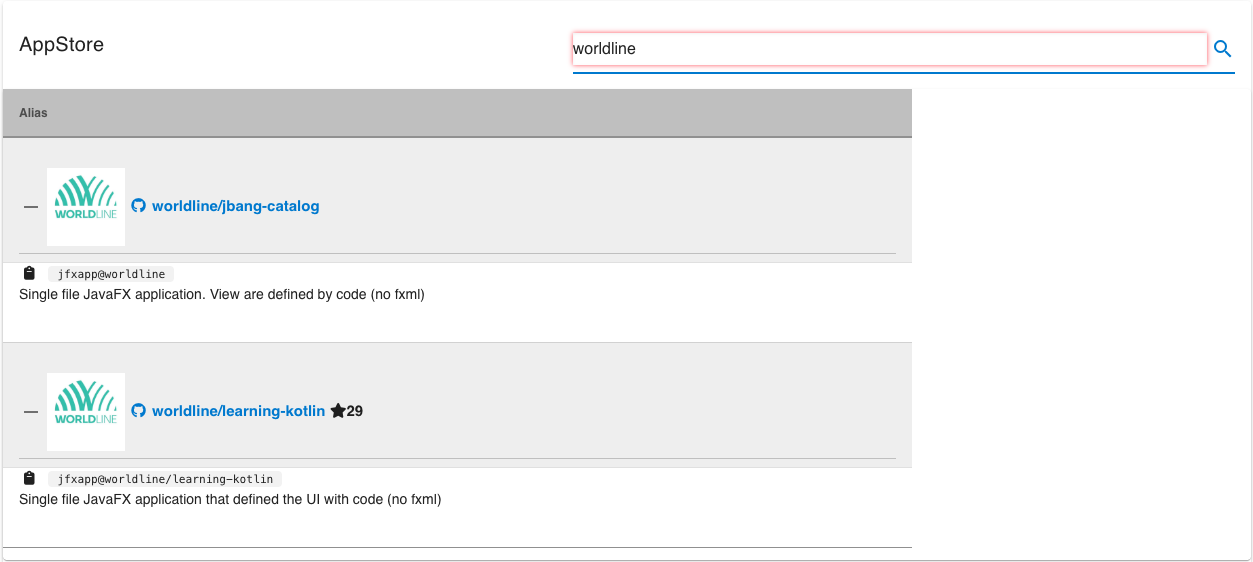 AppStore
worldline
Alias
WORLDLINE
worldline/jbang-catalog
jfxapp@worldline
Single file JavaFX application. View are defined by code (no fxml)
WORLDLINE
worldline/learning-kotlin 29
jfxapp@worldline/learning-kotlin
Single file JavaFX application that defined the UI with code (no fxml)